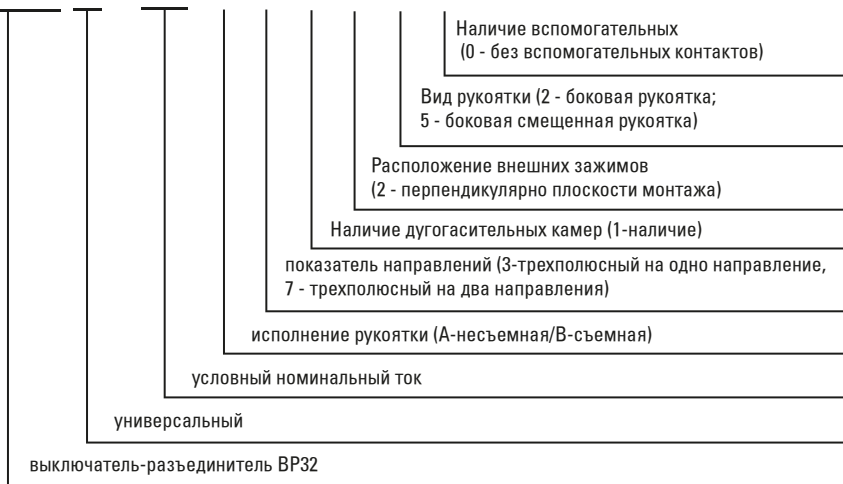 Наличие вспомогательных
(0 - без вспомогательных контактов)
Вид рукоятки (2 - боковая рукоятка;
5 - боковая смещенная рукоятка)
Расположение внешних зажимов
(2 - перпендикулярно плоскости монтажа)
Наличие дугогасительных камер (1-наличие)
показатель направлений (3-трехполюсный на одно направление,
7 - трехполюсный на два направления)
исполнение рукоятки (А-несъемная/В-съемная)
условный номинальный ток
универсальный
выключатель-разъединитель ВР32